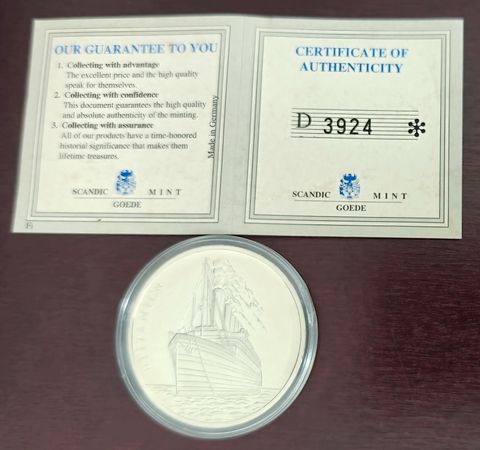 OUR GUARANTEE TO YOU
1. Collecting with advantage
The excellent price and the high quality
speak for themselves.
2. Collecting with confidence
This document guarantees the high quality
and absolute authenticity of the minting.
3. Collecting with assurance
All of our products have a time-honored
historial significance that makes them
lifetime treasures.
Made in Germany
SCANDIC MINT
GOEDE
CERTIFICATE OF
AUTHENTICITY
D 3924 *
SCANDIC MINT
GOEDE